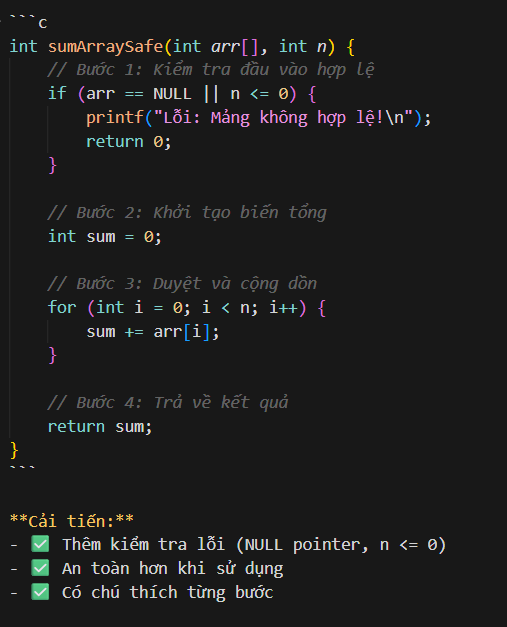 ```c
int sumArraySafe(int arr[], int n) {
    // Bước 1: Kiểm tra đầu vào hợp lệ
    if (arr == NULL || n <= 0) {
        printf("Lỗi: Mảng không hợp lệ!\n");
        return 0;
    }

    // Bước 2: Khởi tạo biến tổng
    int sum = 0;

    // Bước 3: Duyệt và cộng dồn
    for (int i = 0; i < n; i++) {
        sum += arr[i];
    }

    // Bước 4: Trả về kết quả
    return sum;
}
```

**Cải tiến:**
- ✅ Thêm kiểm tra lỗi (NULL pointer, n <= 0)
- ✅ An toàn hơn khi sử dụng
- ✅ Có chú thích từng bước